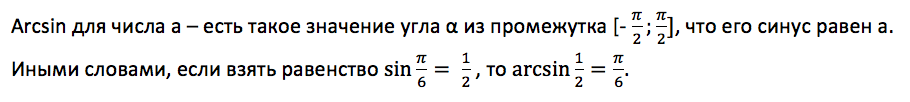 Arcsin для числа a – есть такое значение угла α из промежутка [-π/2; π/2], что его синус равен a.
Иными словами, если взять равенство sin π/6 = 1/2, то arcsin 1/2 = π/6.